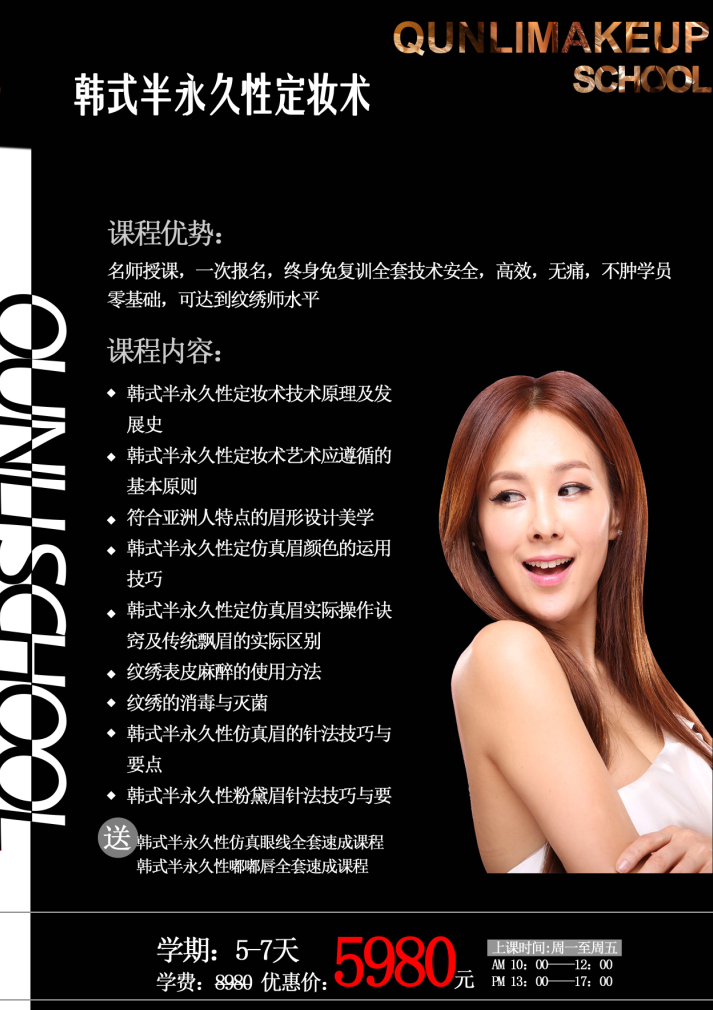 QUNLIMAKEUP
SCHOOL
韩式半永久性定妆术
课程优势：
名师授课，一次报名，终身免复训全套技术安全，高效，无痛，不肿学员
零基础，可达到纹绣师水平
课程内容：
◆ 韩式半永久性定妆术技术原理及发
展史
◆ 韩式半永久性定妆术艺术应遵循的
基本原则
◆ 符合亚洲人特点的眉形设计美学
◆ 韩式半永久性定仿真眉颜色的运用
技巧
◆ 韩式半永久性定仿真眉实际操作诀
窍及传统飘眉的实际区别
◆ 纹绣表皮麻醉的使用方法
◆ 纹绣的消毒与灭菌
◆ 韩式半永久性仿真眉的针法技巧与
要点
◆ 韩式半永久性粉黛眉针法技巧与要
送
韩式半永久性仿真眼线全套速成课程
韩式半永久性嘟嘟唇全套速成课程
QUNLI SCHOOL
学期：5-7天
学费：8980 优惠价：5980元
上课时间:周一至周五
AM 10：00——12：00
PM 13：00——17：00